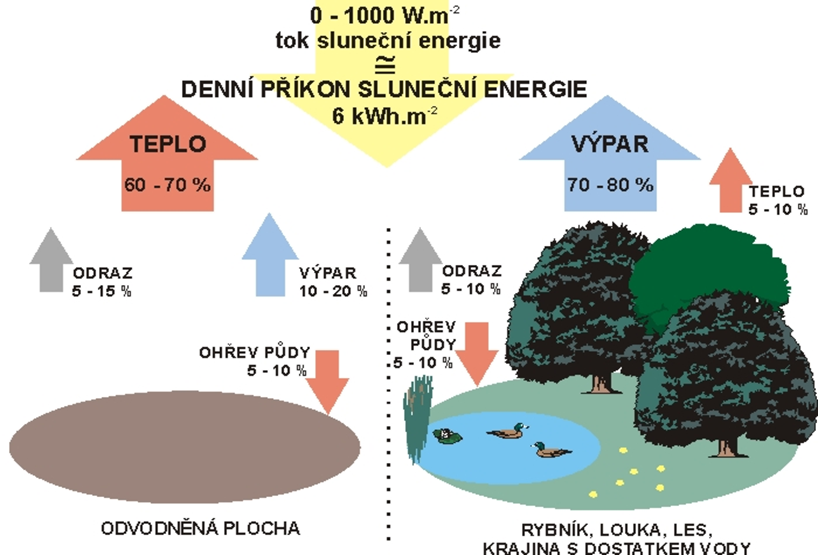 0 - 1000 W.m-2
tok sluneční energie
≅
DENNÍ PŘÍKON SLUNEČNÍ ENERGIE
6 kWh.m-2
TEPLO
60 - 70 %
ODRAZ
5 - 15 %
VÝPAR
10 - 20 %
OHŘEV PŮDY
5 - 10 %
ODVODNĚNÁ PLOCHA
VÝPAR
70 - 80 %
TEPLO
5 - 10 %
ODRAZ
5 - 10 %
OHŘEV
PŮDY
5 - 10 %
RYBNÍK, LOUKA, LES,
KRAJINA S DOSTATKEM VODY